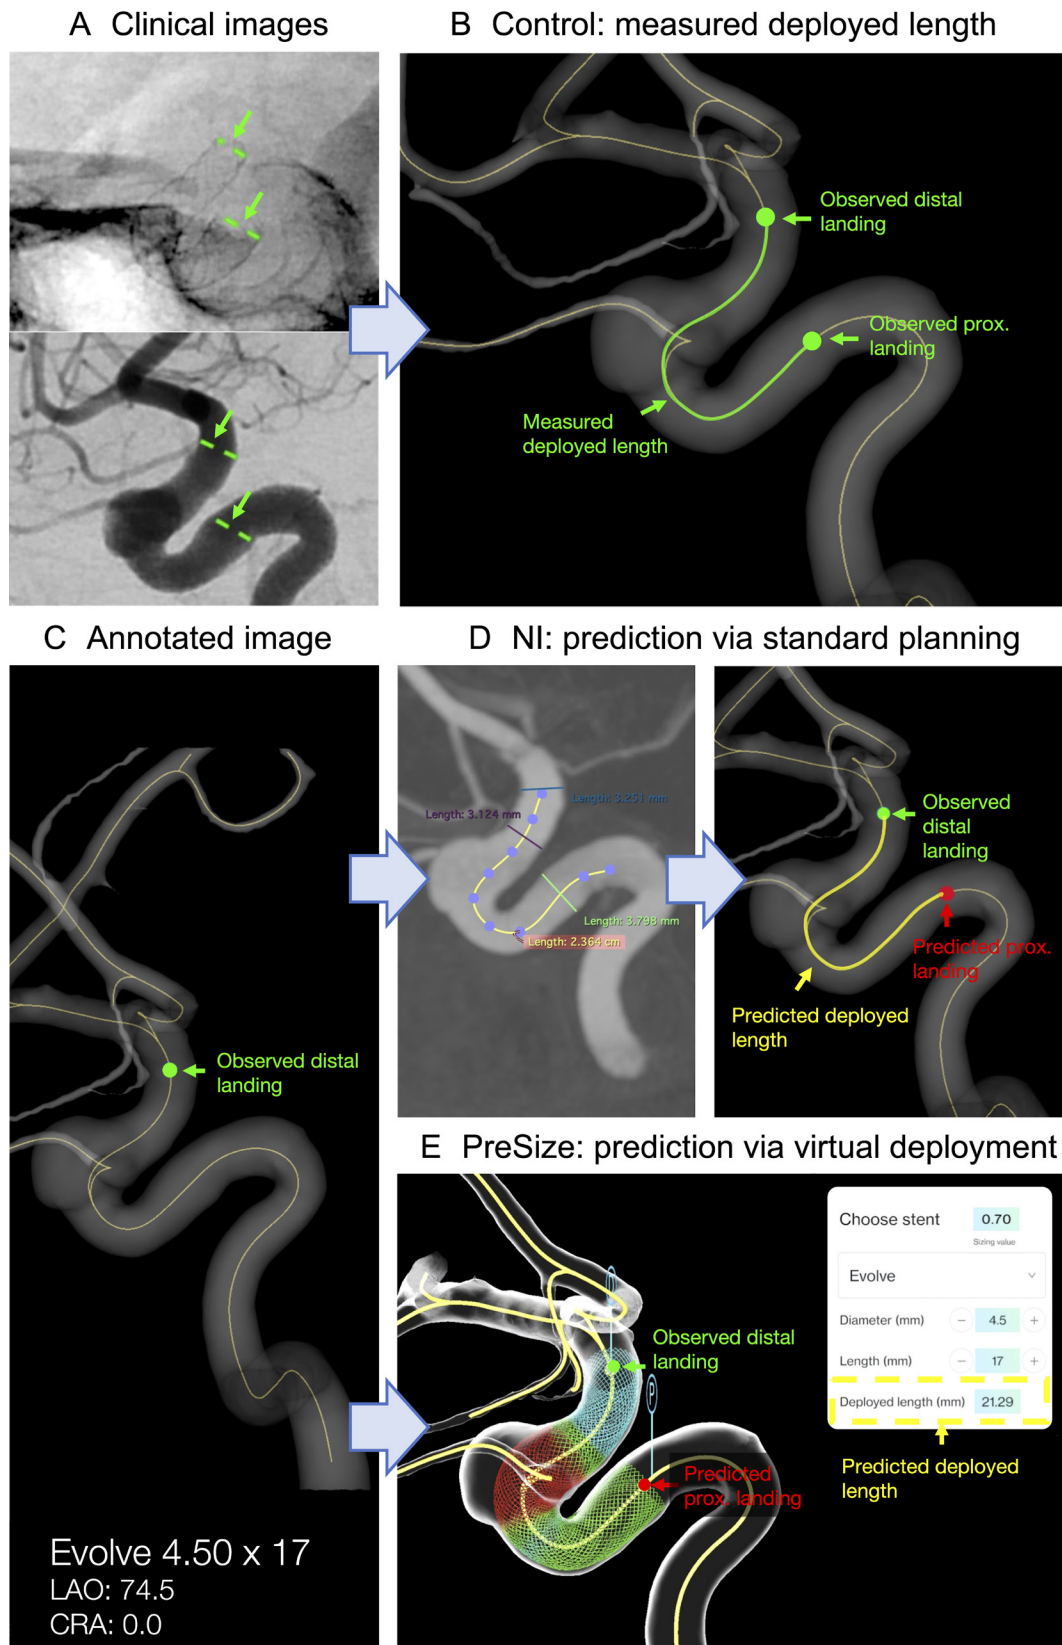 A Clinical images
B Control: measured deployed length
Observed distal
landing
Observed prox.
landing
Measured
deployed length
C Annotated image
D NI: prediction via standard planning
Observed distal
landing
Evolve 4.50 x 17
LAO: 74.5
CRA: 0.0
Length: 3.251 mm
Length: 3.124 mm
Length: 3.798 mm
Length: 2.364 cm
Observed
distal
landing
Predicted prox.
landing
Predicted deployed
length
E PreSize: prediction via virtual deployment
Observed distal
landing
P
Predicted
prox. landing
Choose stent
0.70
Sizing value
Evolve
Diameter (mm) − 4.5 +
Length (mm) − 17 +
Deployed length (mm) 21.29
Predicted deployed
length